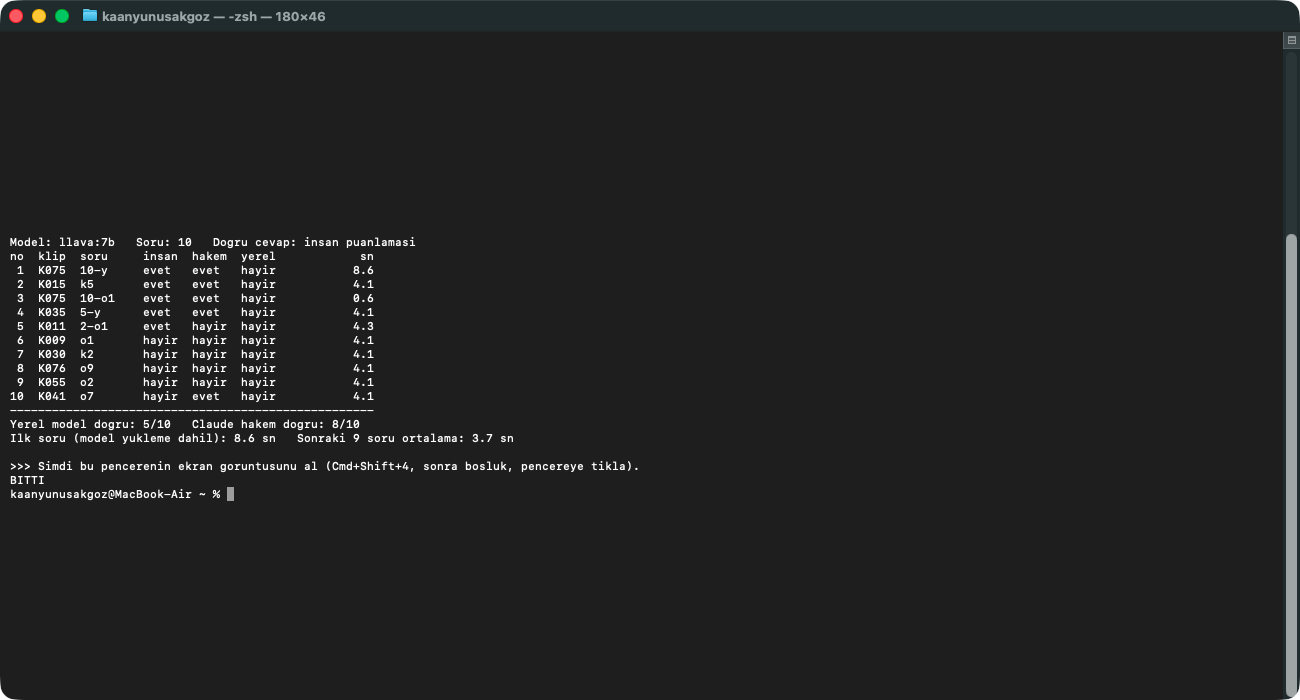 kaanyunusakgoz — -zsh — 180×46
Model: llava:7b   Soru: 10   Dogru cevap: insan puanlamasi
no  klip  soru     insan  hakem  yerel            sn
 1  K075  10-y     evet   evet   hayir           8.6
 2  K015  k5       evet   evet   hayir           4.1
 3  K075  10-o1    evet   evet   hayir           0.6
 4  K035  5-y      evet   evet   hayir           4.1
 5  K011  2-o1     evet   hayir  hayir           4.3
 6  K009  o1       hayir  hayir  hayir           4.1
 7  K030  k2       hayir  hayir  hayir           4.1
 8  K076  o9       hayir  hayir  hayir           4.1
 9  K055  o2       hayir  hayir  hayir           4.1
10  K041  o7       hayir  evet   hayir           4.1
----------------------------------------------------
Yerel model dogru: 5/10   Claude hakem dogru: 8/10
Ilk soru (model yukleme dahil): 8.6 sn   Sonraki 9 soru ortalama: 3.7 sn
>>> Simdi bu pencerenin ekran goruntusunu al (Cmd+Shift+4, sonra bosluk, pencereye tikla).
BITTI
kaanyunusakgoz@MacBook-Air ~ %